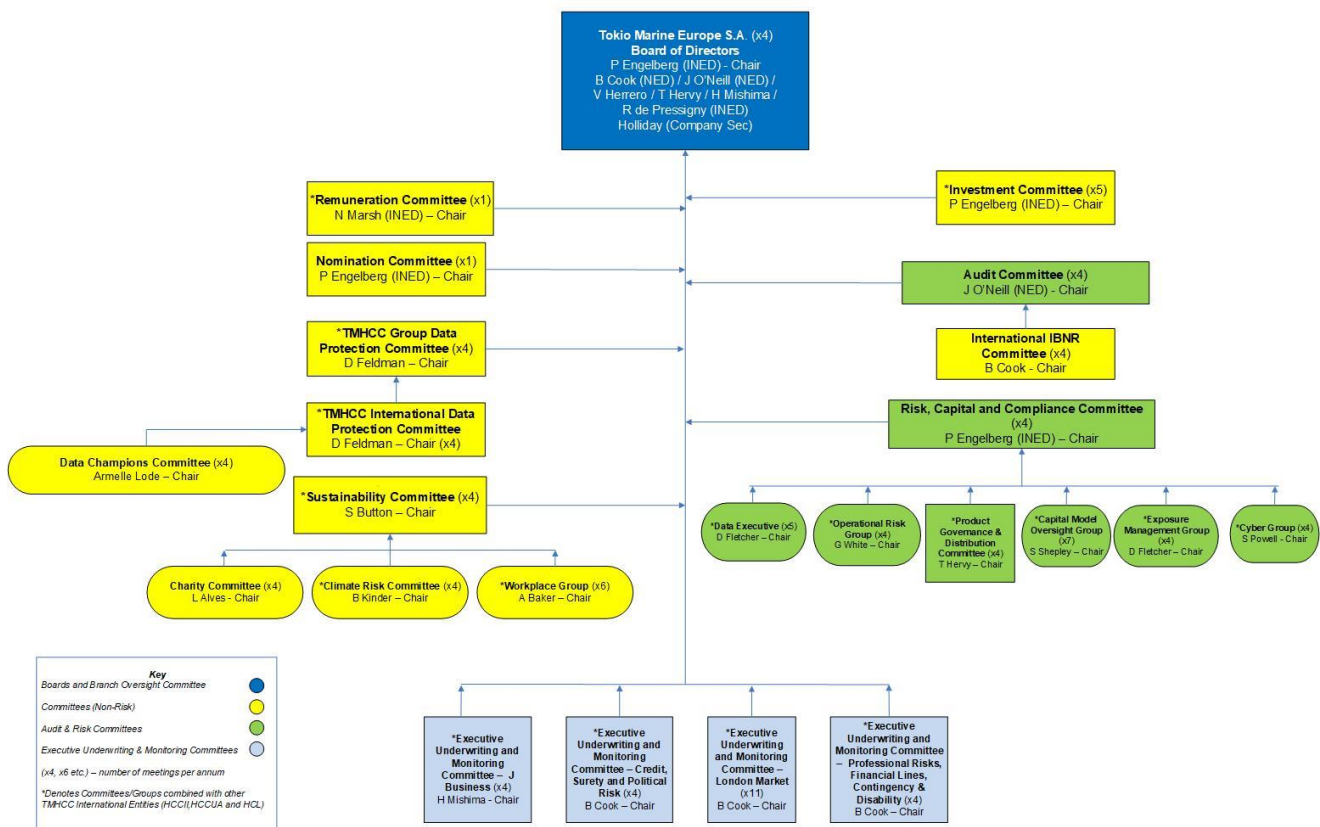 Tokio Marine Europe S.A. (x4)
Board of Directors
P Engelberg (INED) - Chair
B Cook (NED) / J O'Neill (NED) /
V Herrero / T Hervy / H Mishima /
R de Pressigny (INED)
Holliday (Company Sec)
*Remuneration Committee (x1)
N Marsh (INED) – Chair
*Investment Committee (x5)
P Engelberg (INED) – Chair
Nomination Committee (x1)
P Engelberg (INED) – Chair
Audit Committee (x4)
J O'Neill (NED) - Chair
*TMHCC Group Data
Protection Committee (x4)
D Feldman – Chair
International IBNR
Committee (x4)
B Cook - Chair
*TMHCC International Data
Protection Committee
D Feldman – Chair (x4)
Risk, Capital and Compliance Committee
(x4)
P Engelberg (INED) – Chair
Data Champions Committee (x4)
Armelle Lode – Chair
*Sustainability Committee (x4)
S Button – Chair
*Data Executive (x5)
D Fletcher – Chair
*Operational Risk
Group (x4)
G White – Chair
*Product
Governance &
Distribution
Committee (x4)
T Hervy – Chair
*Capital Model
Oversight Group
(x7)
S Shepley – Chair
*Exposure
Management Group
(x4)
D Fletcher – Chair
*Cyber Group (x4)
S Powell - Chair
Charity Committee (x4)
L Alves - Chair
*Climate Risk Committee (x4)
B Kinder – Chair
*Workplace Group (x6)
A Baker – Chair
Key
Boards and Branch Oversight Committee
Committees (Non-Risk)
Audit & Risk Committees
Executive Underwriting & Monitoring Committees
(x4, x6 etc.) – number of meetings per annum
*Denotes Committees/Groups combined with other
TMHCC International Entities (HCCII,HCCUA and HCL)
*Executive
Underwriting and
Monitoring
Committee – J
Business (x4)
H Mishima - Chair
*Executive
Underwriting and
Monitoring
Committee – Credit,
Surety and Political
Risk (x4)
B Cook – Chair
*Executive
Underwriting and
Monitoring
Committee –
London Market
(x11)
B Cook – Chair
*Executive
Underwriting and
Monitoring Committee
– Professional Risks,
Financial Lines,
Contingency &
Disability (x4)
B Cook – Chair